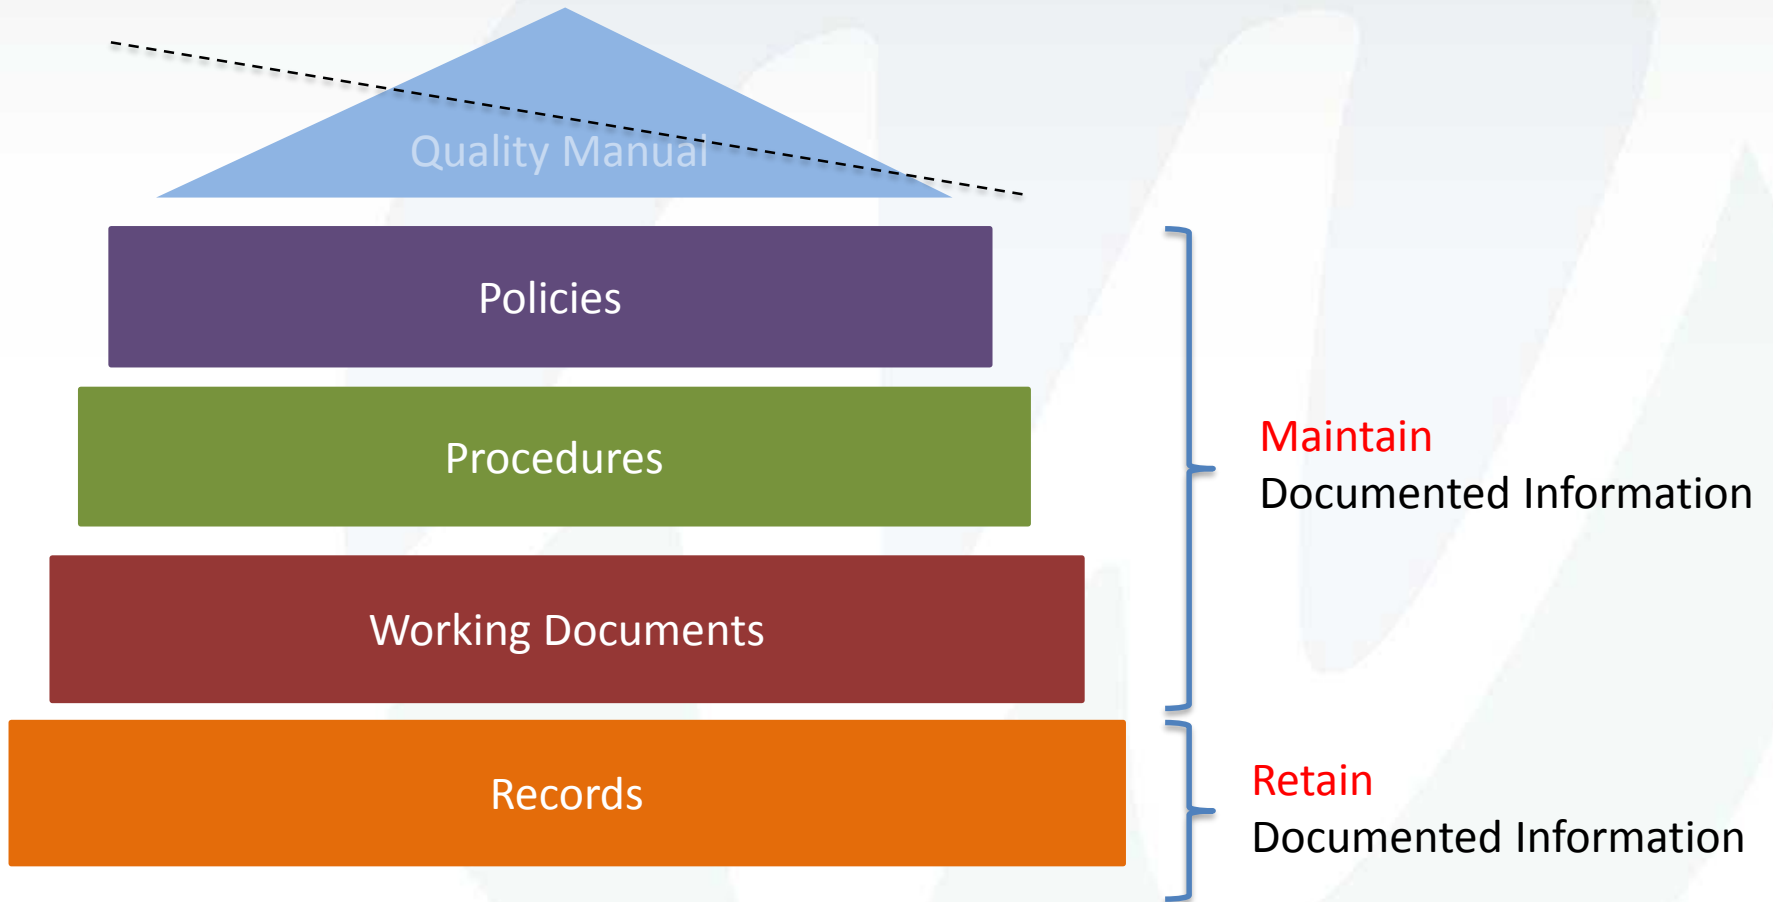 Quality Manual
Policies
Procedures
Working Documents
Records
Maintain
Documented Information
Retain
Documented Information